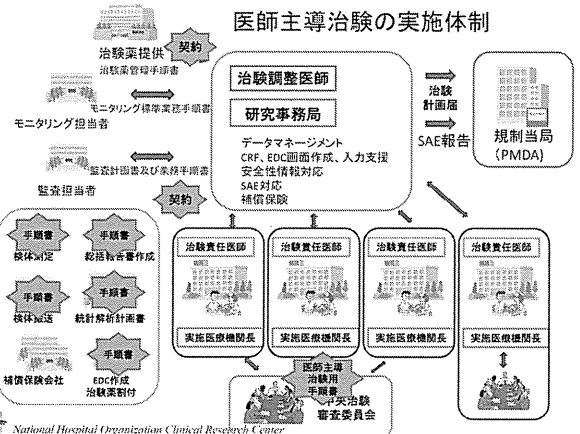 医師主導治験の実施体制
治験薬提供
治験薬管理手順書
契約
モニタリング標準業務手順書
モニタリング担当者
監査計画書及び業務手順書
監査担当者
契約
治験調整医師
研究事務局
データマネージメント
CRF、EDC画面作成、入力支援
安全性情報対応
SAE対応
補償保険
治験
計画届
SAE報告
規制当局
(PMDA)
手順書
検体測定
手順書
総括報告書作成
手順書
検体搬送
手順書
統計解析計画書
補償保険会社
手順書
EDC作成
治験薬割付
治験責任医師
治験責任医師
治験責任医師
治験責任医師
実施医療機関長
実施医療機関長
実施医療機関長
実施医療機関長
医師主導
治験用
手順書
中央治験
審査委員会
National Hospital Organization Clinical Research Center